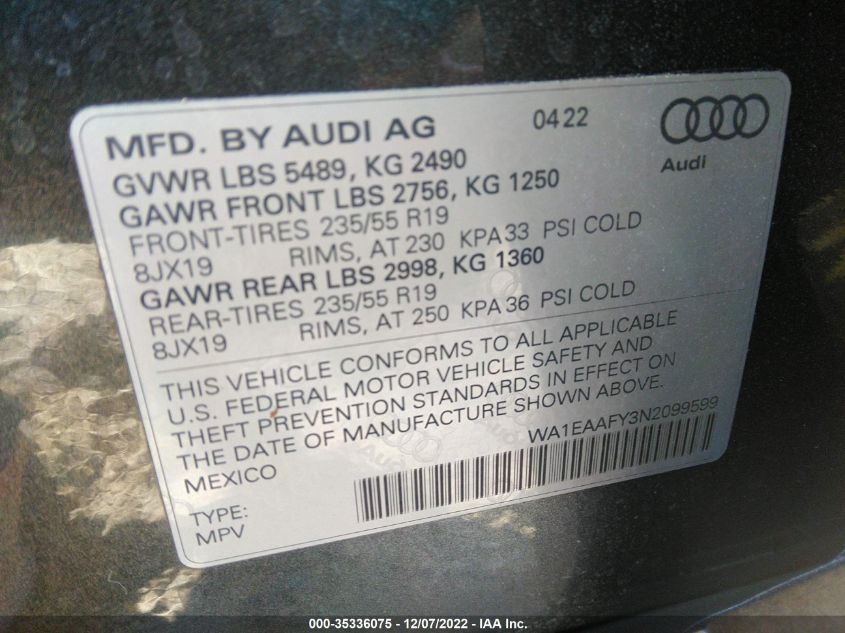 MFD. BY AUDI AG 0422
GVWR LBS 5489, KG 2490
Audi
GAWR FRONT LBS 2756, KG 1250
FRONT-TIRES 235/55 R19
8JX19 RIMS, AT 230 KPA 33 PSI COLD
GAWR REAR LBS 2998, KG 1360
REAR-TIRES 235/55 R19
8JX19 RIMS, AT 250 KPA 36 PSI COLD
THIS VEHICLE CONFORMS TO ALL APPLICABLE
U.S. FEDERAL MOTOR VEHICLE SAFETY AND
THEFT PREVENTION STANDARDS IN EFFECT ON
THE DATE OF MANUFACTURE SHOWN ABOVE.
MEXICO
WA1EAAFY3N2099599
TYPE:
MPV
000-35336075 — 12/07/2022 — IAA Inc.